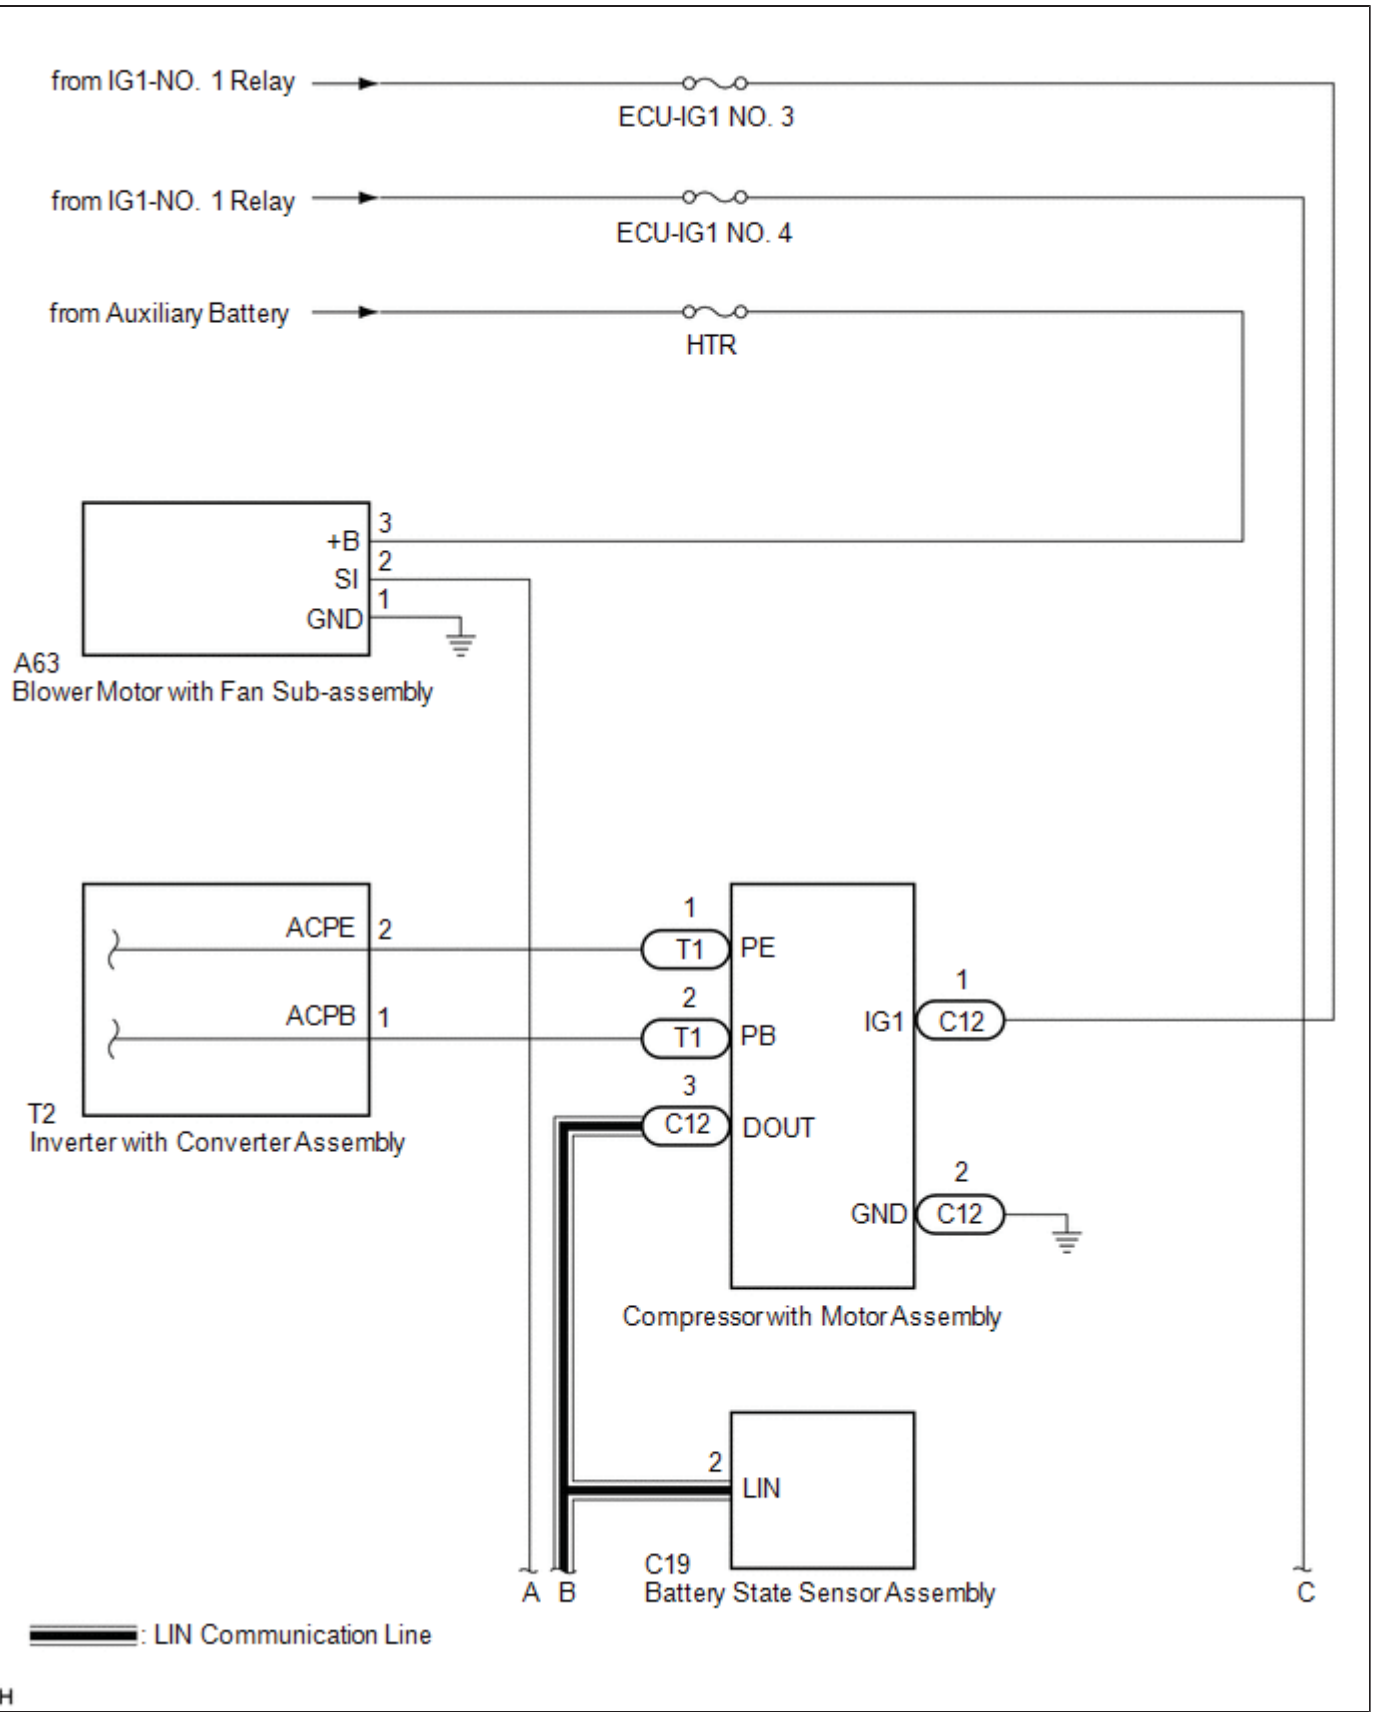 from IG1-NO. 1 Relay
ECU-IG1 NO. 3
from IG1-NO. 1 Relay
ECU-IG1 NO. 4
from Auxiliary Battery
HTR
+B
3
SI
2
GND
1
A63
Blower Motor with Fan Sub-assembly
ACPE
2
ACPB
1
T2
Inverter with Converter Assembly
1
T1
PE
2
T1
PB
3
C12
DOUT
IG1
1
C12
GND
2
C12
Compressor with Motor Assembly
2
LIN
C19
Battery State Sensor Assembly
A
B
C
: LIN Communication Line
H